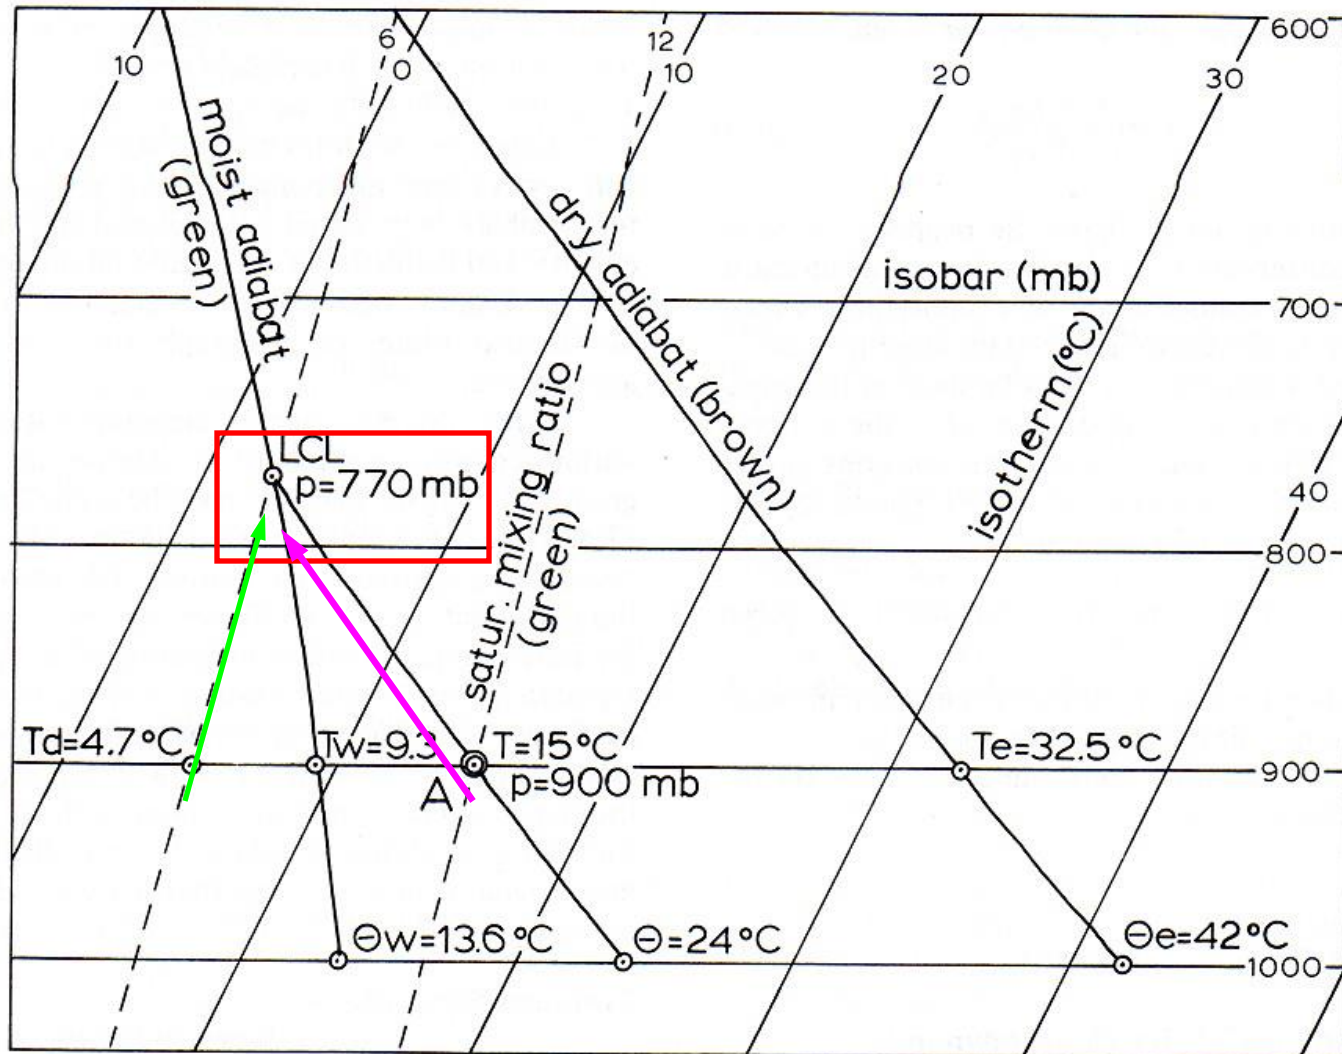 600
6
12
10
0
10
20
30
moist adiabat
(green)
dry adiabat (brown)
isobar (mb)
700
isotherm (°C)
LCL
p=770 mb
satur. mixing ratio
(green)
40
800
Td=4.7°C
Tw=9.3
T=15°C
Te=32.5°C
900
A
p=900 mb
Θw=13.6°C
Θ=24°C
Θe=42°C
1000